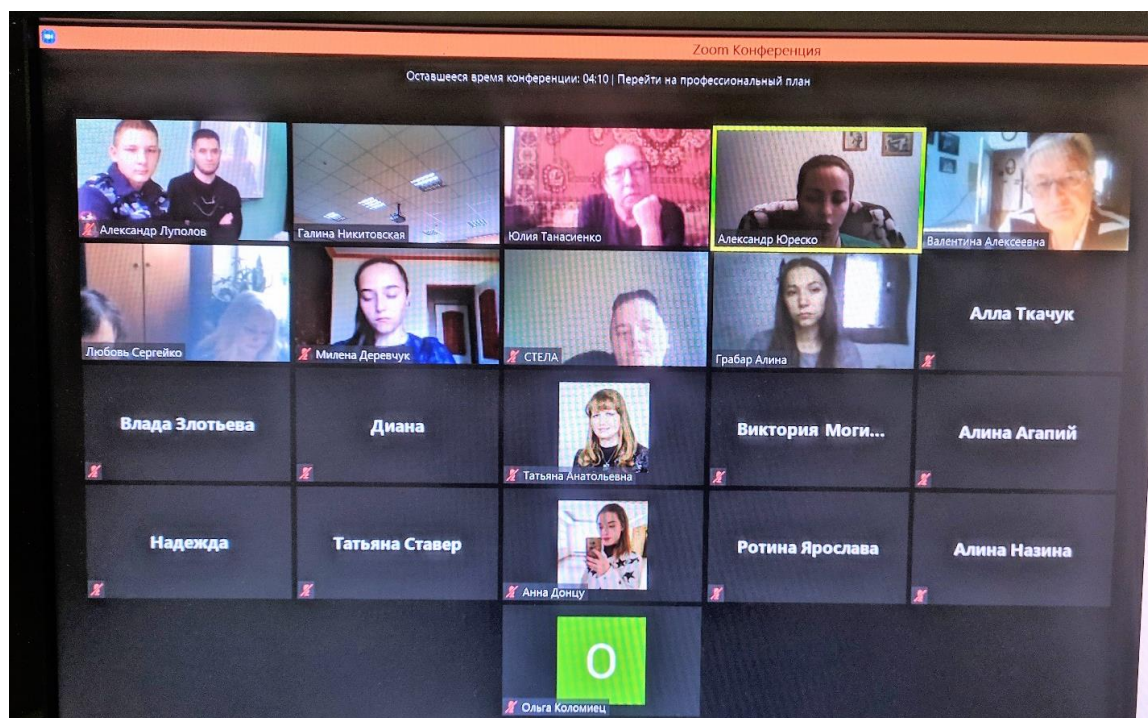 Zoom Конференция
Оставшееся время конференции: 04:10 | Перейти на профессиональный план
Александр Луполов
Галина Никитовская
Юлия Танасиенко
Александр Юреско
Валентина Алексеевна
Любовь Сергейко
Милена Деревчук
СТЕЛА
Грабар Алина
Алла Ткачук
Влада Злотьева
Диана
Татьяна Анатольевна
Виктория Моги...
Алина Агапий
Надежда
Татьяна Ставер
Анна Донцу
Ротина Ярослава
Алина Назина
О
Ольга Коломиец